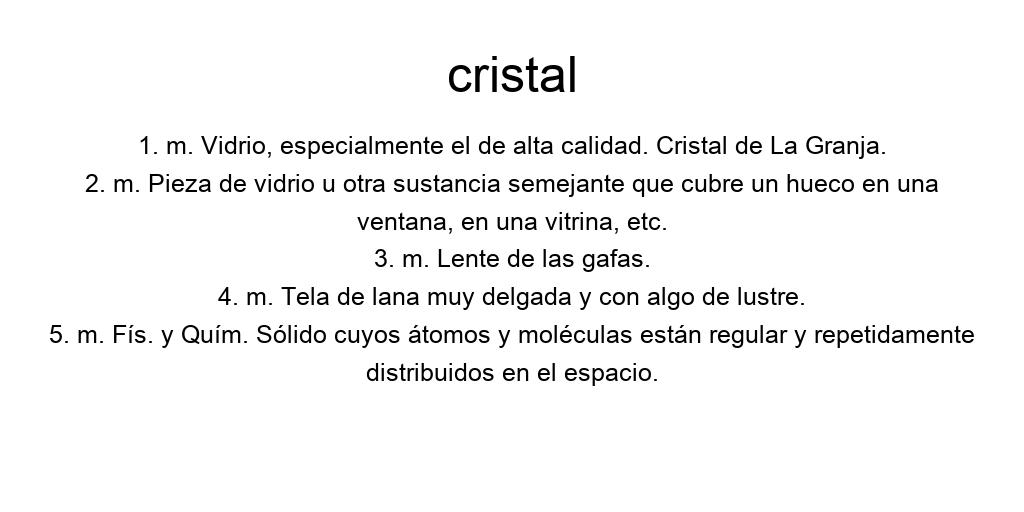 cristal
1. m. Vidrio, especialmente el de alta calidad. Cristal de La Granja.
2. m. Pieza de vidrio u otra sustancia semejante que cubre un hueco en una
ventana, en una vitrina, etc.
3. m. Lente de las gafas.
4. m. Tela de lana muy delgada y con algo de lustre.
5. m. Fís. y Quím. Sólido cuyos átomos y moléculas están regular y repetidamente
distribuidos en el espacio.